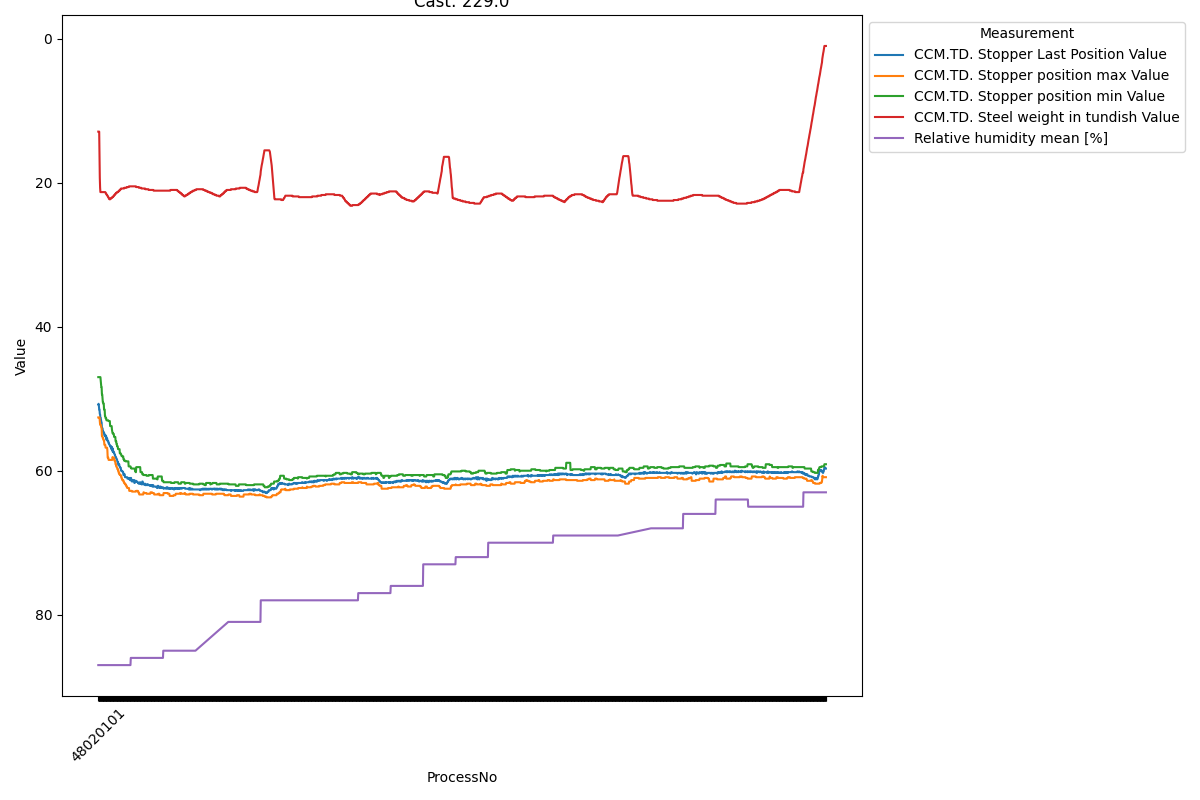 Cast: 229.0
Measurement
CCM.TD. Stopper Last Position Value
CCM.TD. Stopper position max Value
CCM.TD. Stopper position min Value
CCM.TD. Steel weight in tundish Value
Relative humidity mean [%]
0
20
40
60
80
Value
48020101
ProcessNo